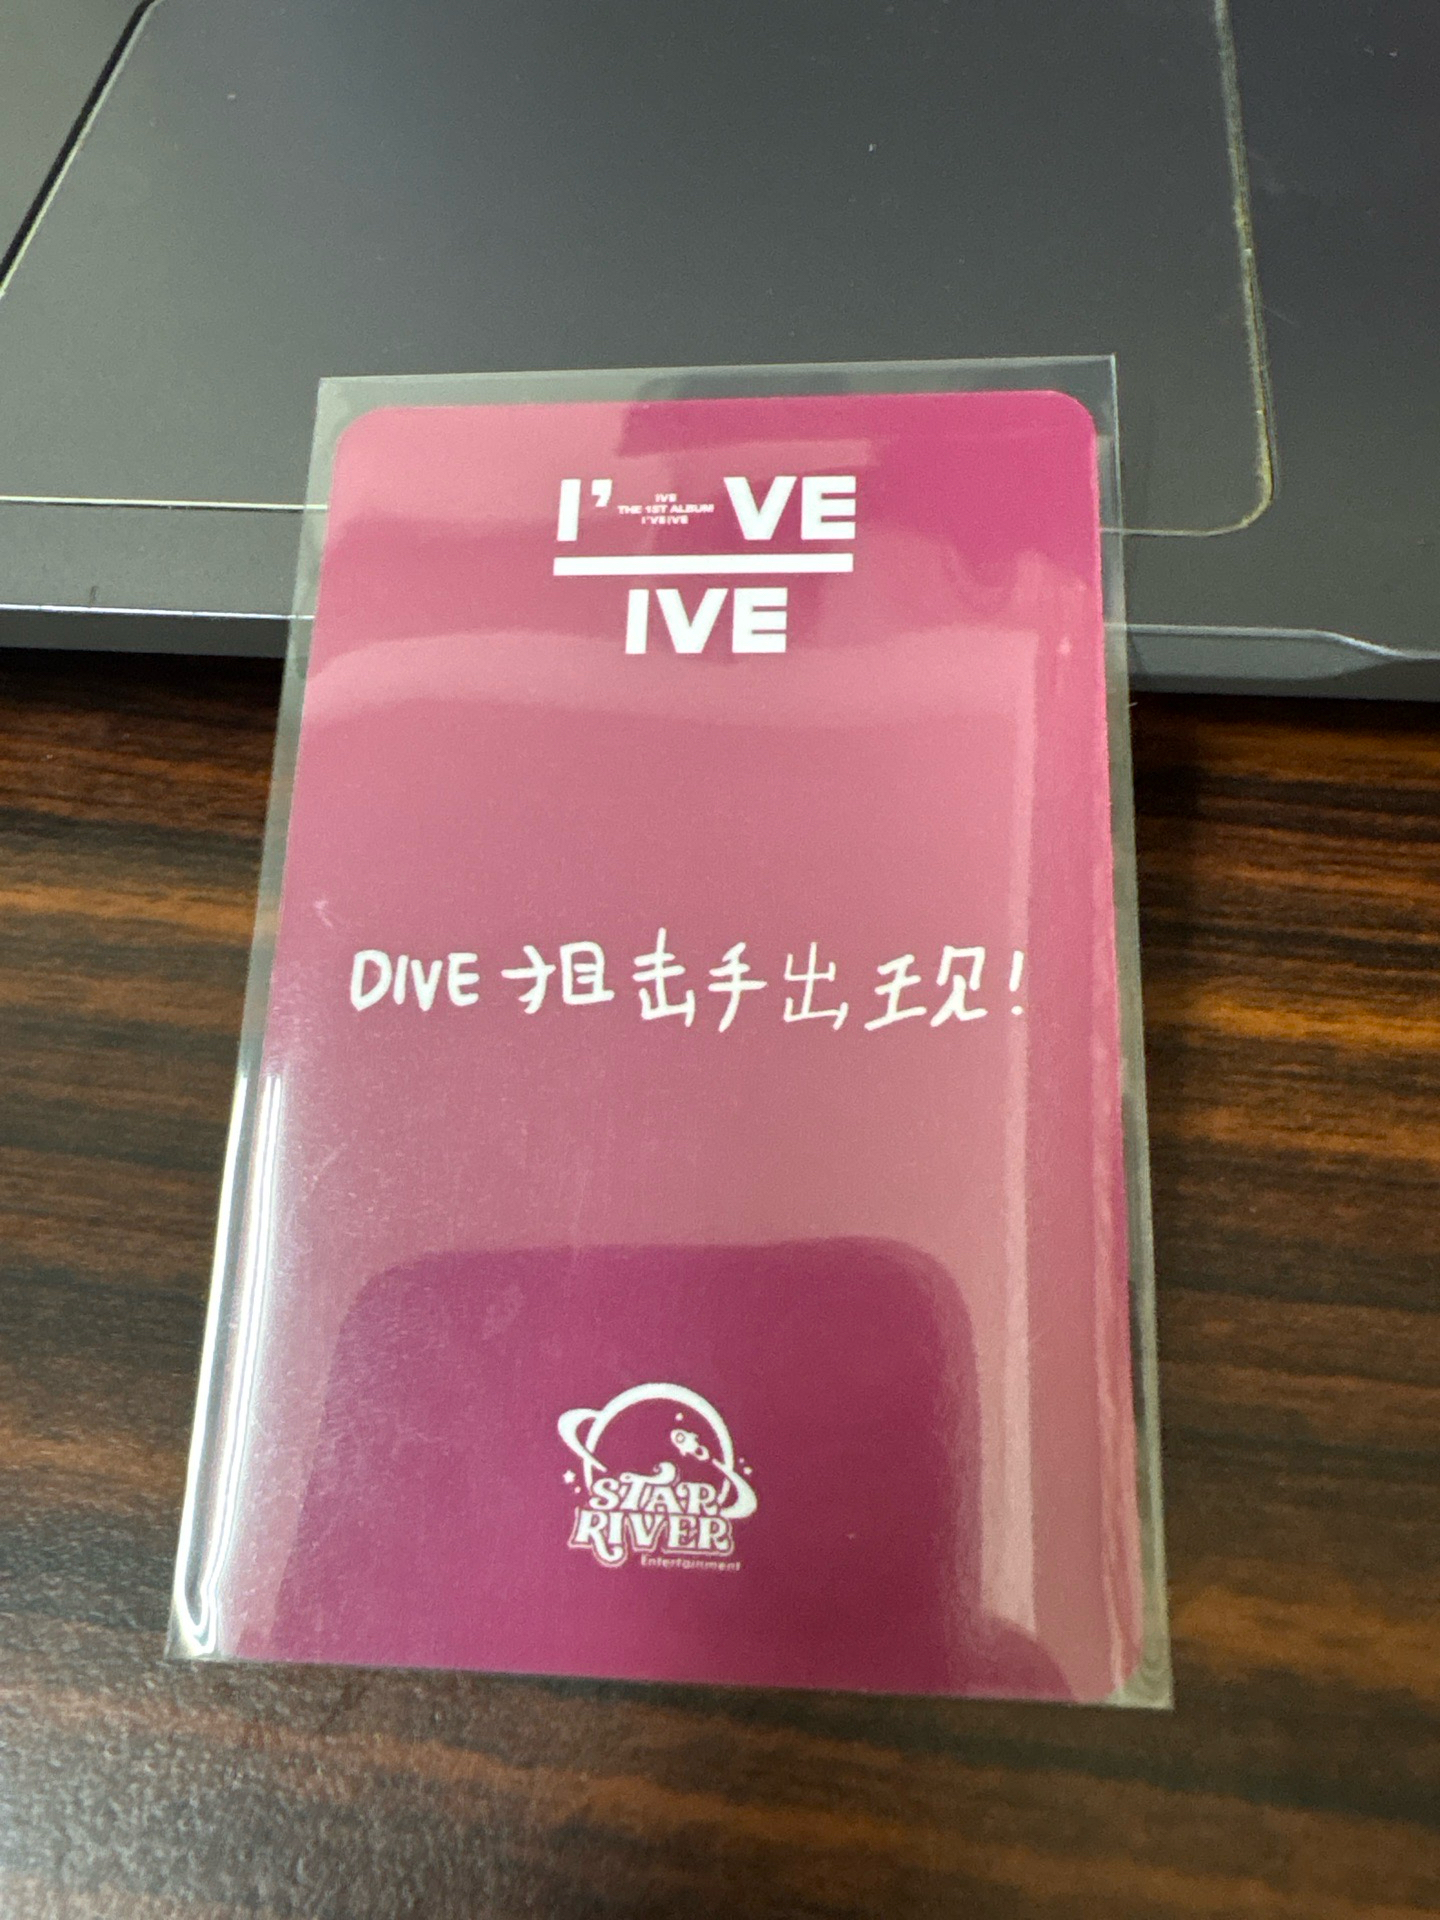 I' VE
IVE
THE 1ST ALBUM
I'VE IVE
IVE
DIVE 狙击手出现!
STAR
RIVER
Entertainment